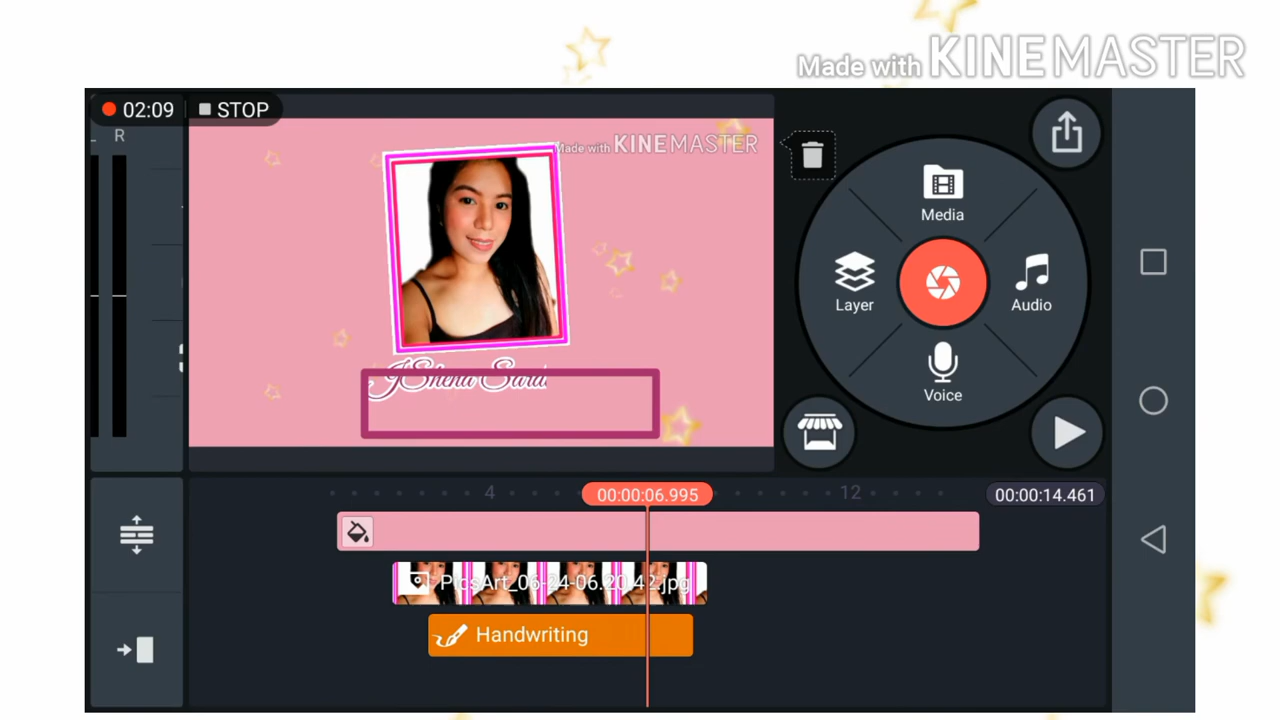 Made with KINEMASTER
02:09 STOP
R
Made with KINEMASTER
Media
Layer
Audio
Voice
4
00:00:06.995
12
00:00:14.461
PicsArt_06-24-06.20.42.jpg
Handwriting